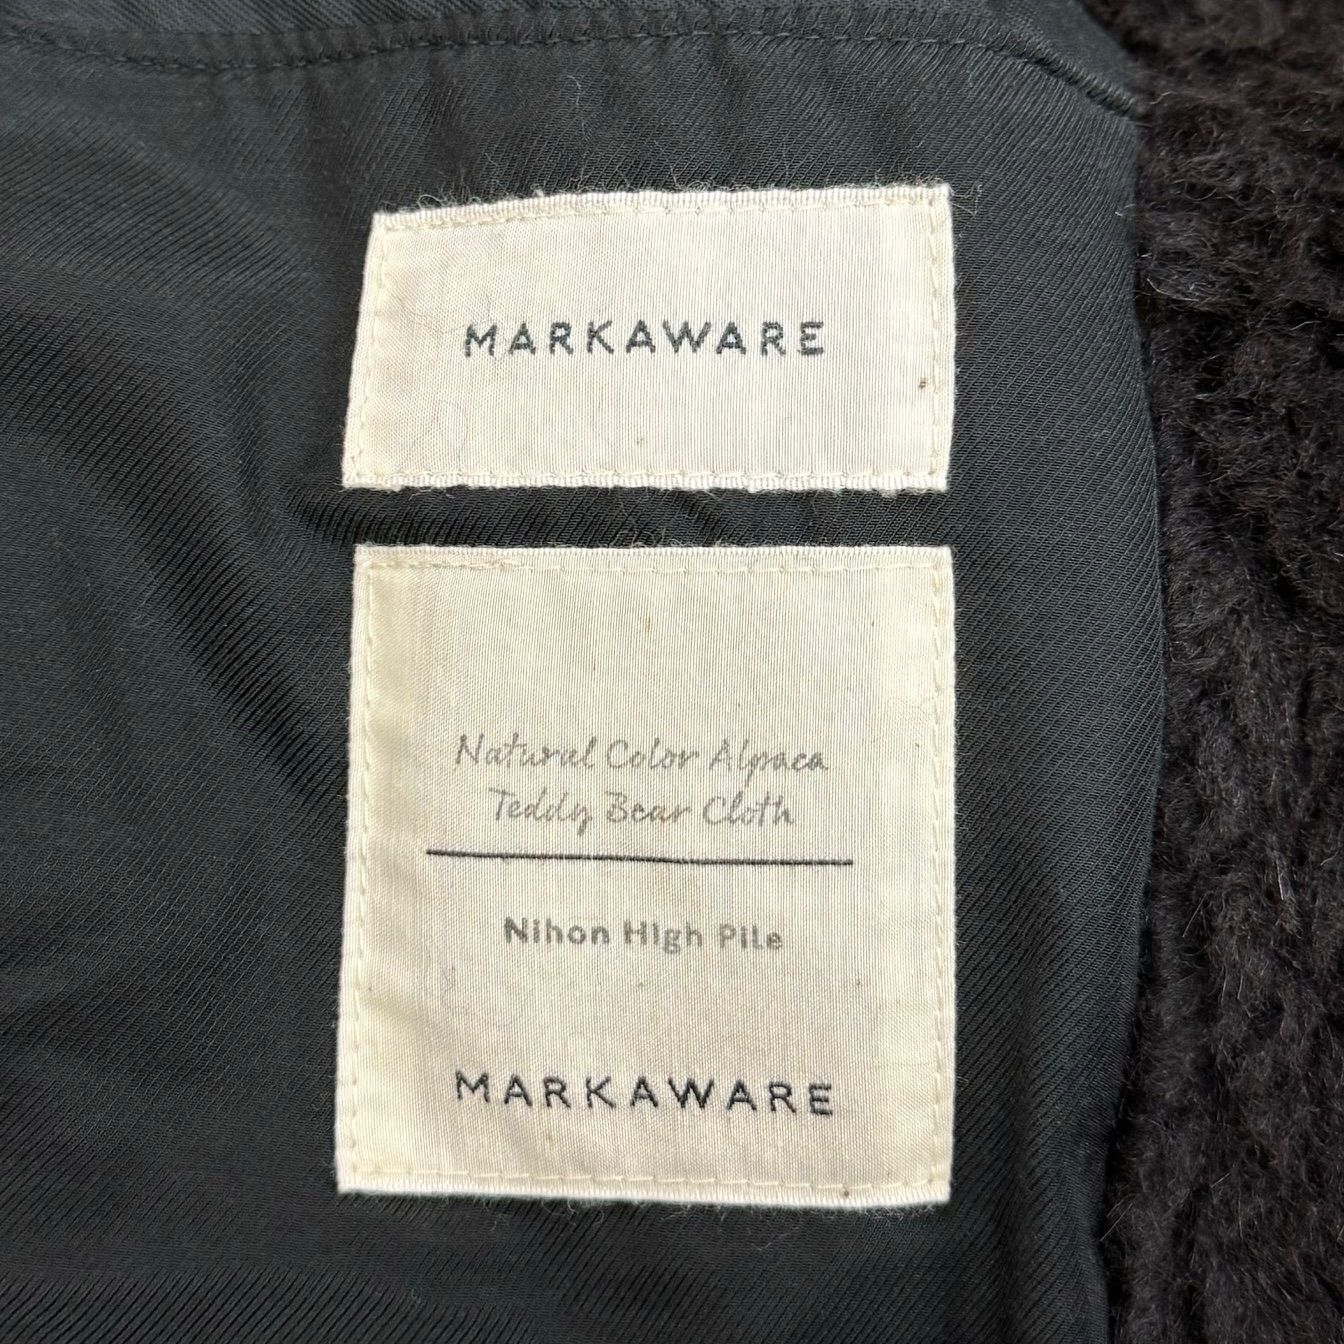 MARKAWARE
Natural Color Alpaca
Teddy Bear Cloth
Nihon High Pile
MARKAWARE